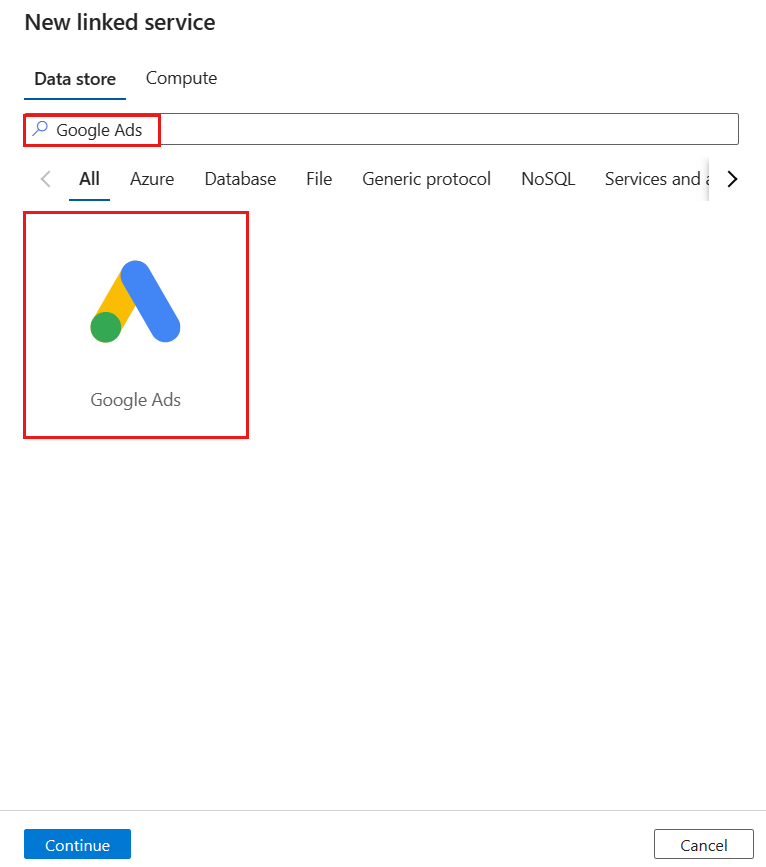 New linked service
Data store Compute
Google Ads
All Azure Database File Generic protocol NoSQL Services and
Google Ads
Continue Cancel